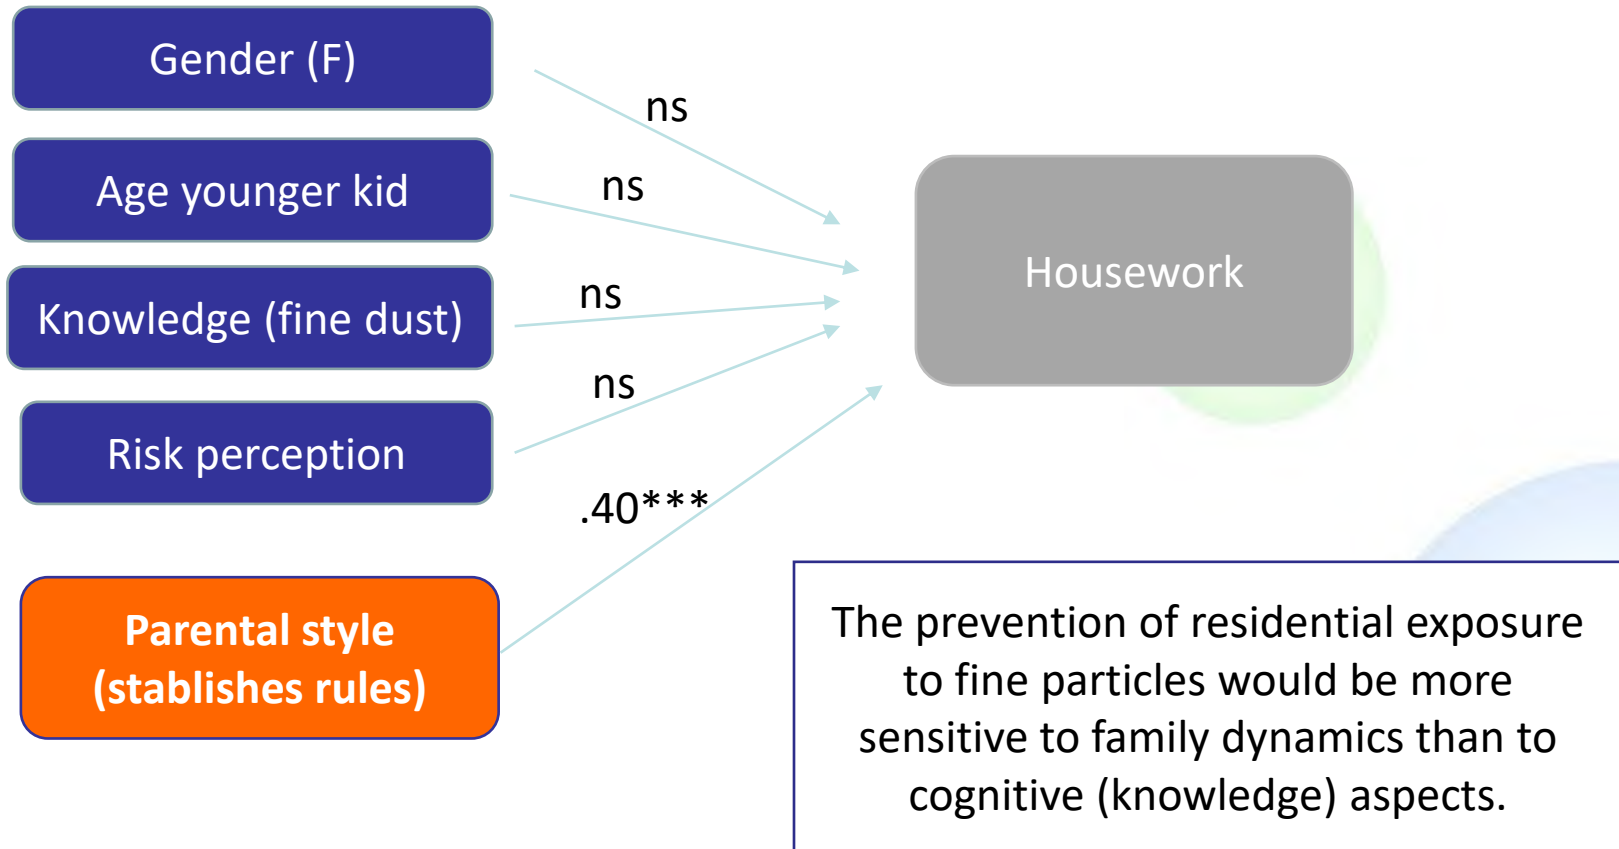 Gender (F)
ns
Age younger kid
ns
Housework
Knowledge (fine dust)
ns
ns
Risk perception
.40***
Parental style
(stablishes rules)
The prevention of residential exposure
to fine particles would be more
sensitive to family dynamics than to
cognitive (knowledge) aspects.